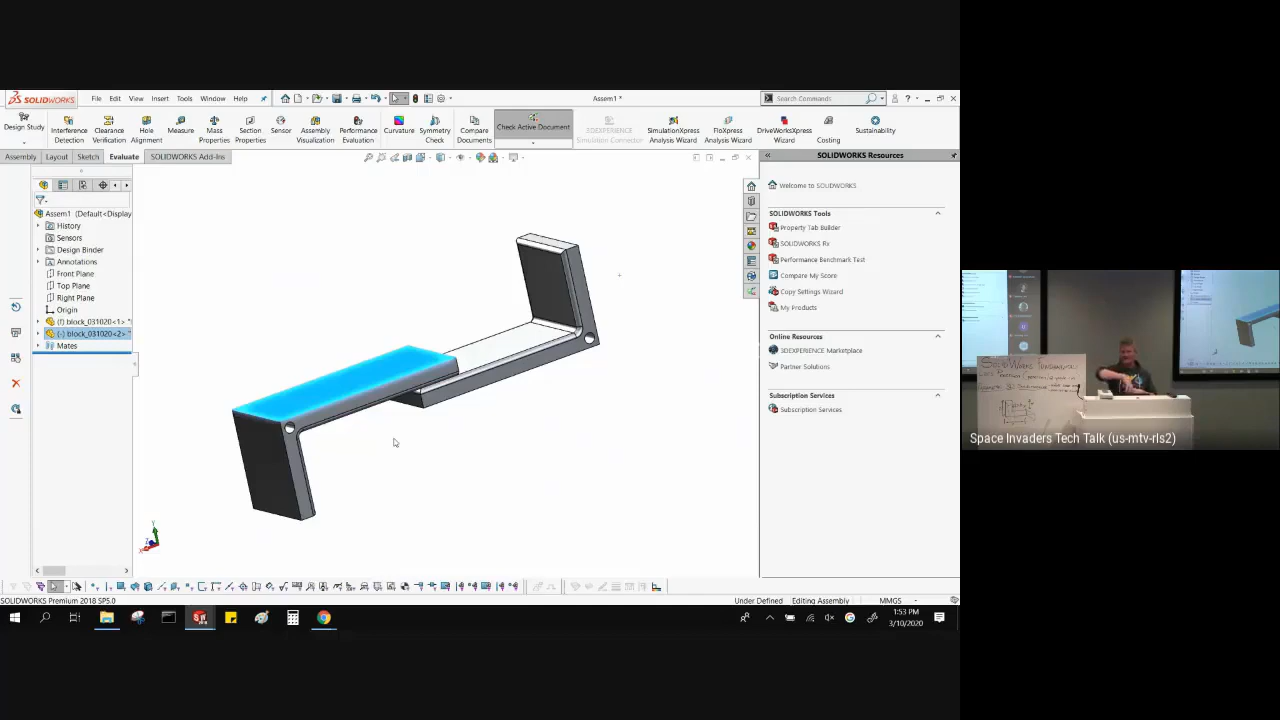 SOLIDWORKS
File Edit View Insert Tools Window Help
Assem1 *
Search Commands
Design Study
Interference Detection
Clearance Verification
Hole Alignment
Measure
Mass Properties
Section Properties
Sensor
Assembly Visualization
Performance Evaluation
Curvature
Symmetry Check
Compare Documents
Check Active Document
3DEXPERIENCE Simulation Connector
SimulationXpress Analysis Wizard
FloXpress Analysis Wizard
DriveWorksXpress Wizard
Costing
Sustainability
Assembly Layout Sketch Evaluate SOLIDWORKS Add-Ins
SOLIDWORKS Resources
Welcome to SOLIDWORKS
SOLIDWORKS Tools
Property Tab Builder
SOLIDWORKS Rx
Performance Benchmark Test
Compare My Score
Copy Settings Wizard
My Products
Online Resources
3DEXPERIENCE Marketplace
Partner Solutions
Subscription Services
Subscription Services
Assem1 (Default<Display
History
Sensors
Design Binder
Annotations
Front Plane
Top Plane
Right Plane
Origin
(f) block_031020<1>
(-) block_031020<2>
Mates
SOLIDWORKS Premium 2018 SP5.0
Under Defined Editing Assembly MMGS
1:53 PM
3/10/2020
SOLIDWORKS FUNDAMENTAL
Space Invaders Tech Talk (us-mtv-rls2)